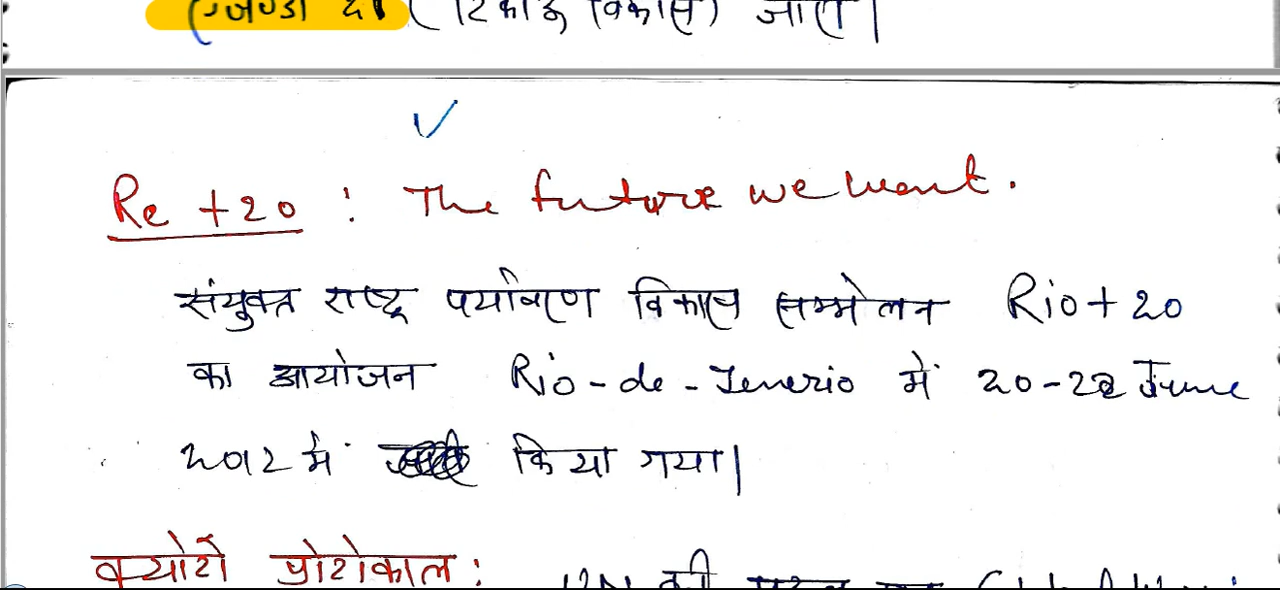 एजेण्डा दी (टिकाऊ विकास) जाए।
Re +20 : The future we want.
संयुक्त राष्ट्र पर्यावरण विकास सम्मेलन Rio+20
का आयोजन Rio-de-Jenerio में 20-22 June
2012 में किया गया।
क्योटो प्रोटोकाल :